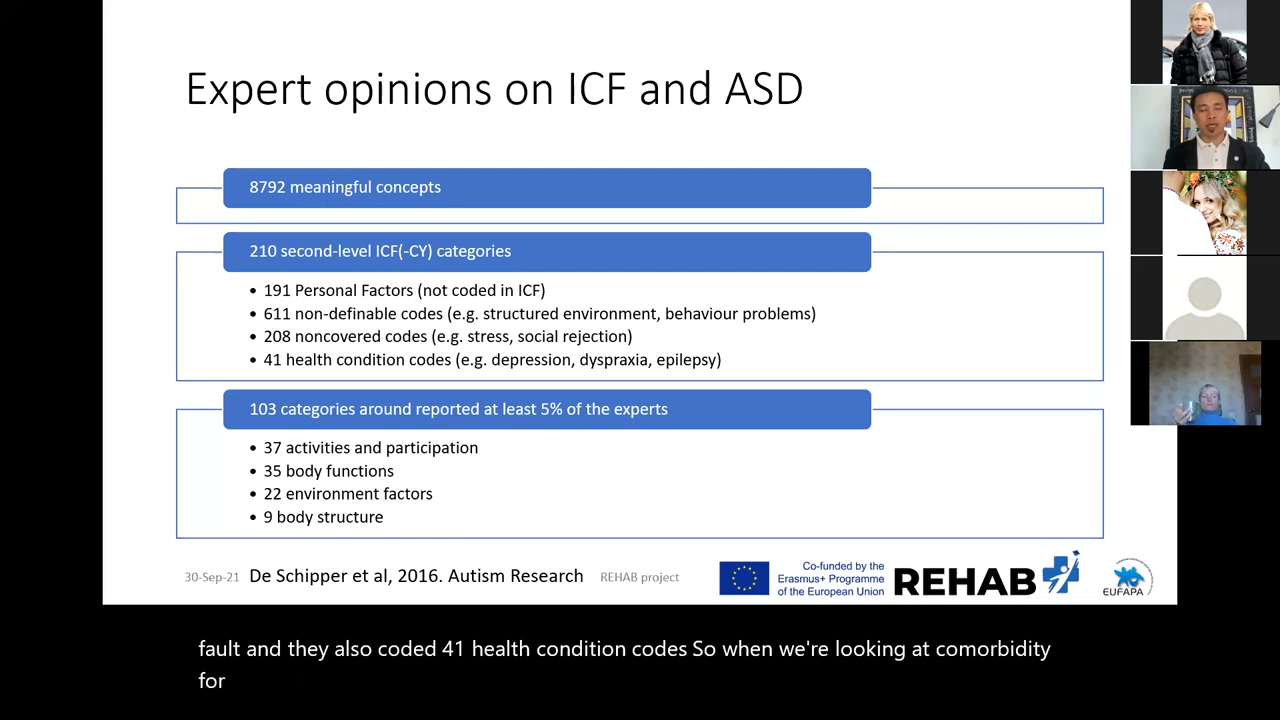 Expert opinions on ICF and ASD
8792 meaningful concepts
210 second-level ICF(-CY) categories
• 191 Personal Factors (not coded in ICF)
• 611 non-definable codes (e.g. structured environment, behaviour problems)
• 208 noncovered codes (e.g. stress, social rejection)
• 41 health condition codes (e.g. depression, dyspraxia, epilepsy)
103 categories around reported at least 5% of the experts
• 37 activities and participation
• 35 body functions
• 22 environment factors
• 9 body structure
30-Sep-21 De Schipper et al, 2016. Autism Research REHAB project
Co-funded by the
Erasmus+ Programme
of the European Union
REHAB
EUFAPA
fault and they also coded 41 health condition codes So when we're looking at comorbidity
for